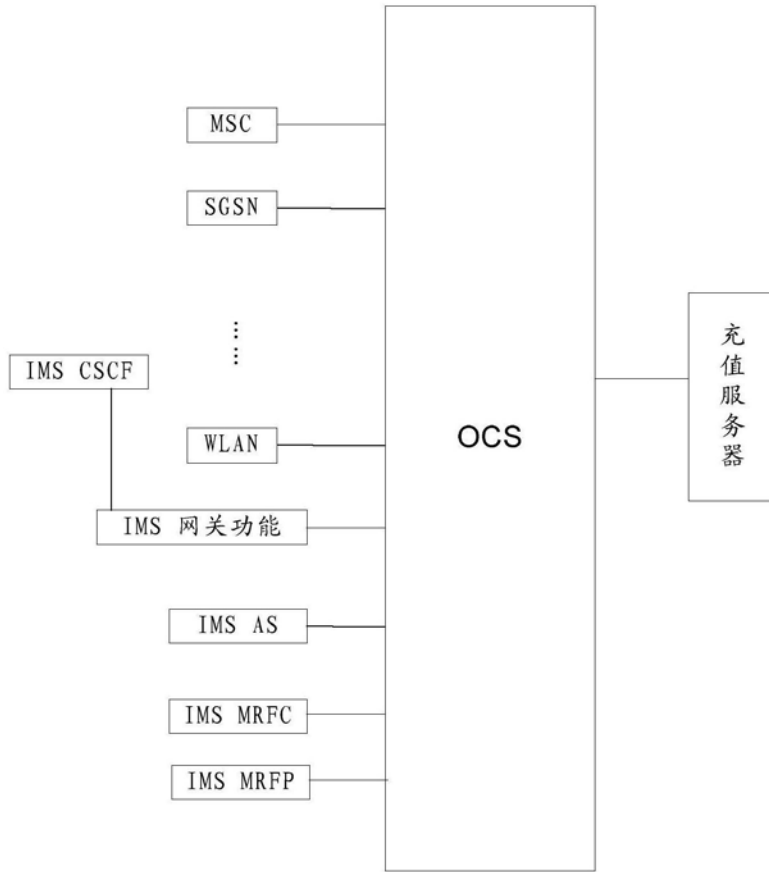 MSC
SGSN
IMS CSCF
WLAN
IMS 网关功能
IMS AS
IMS MRFC
IMS MRFP
OCS
充值服务器